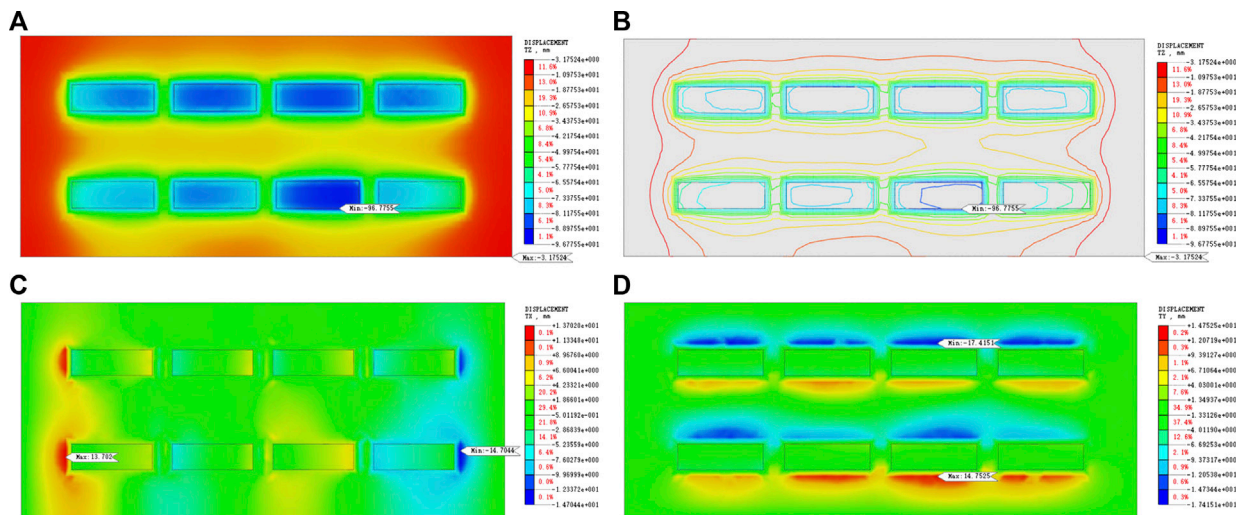 A
DISPLACEMENT
TZ , mm
-3.17524e+000
11.6%
-1.09753e+001
13.0%
-1.87753e+001
19.3%
-2.65753e+001
10.9%
-3.43753e+001
6.8%
-4.21754e+001
8.4%
-4.99754e+001
5.4%
-5.77754e+001
4.1%
-6.55754e+001
5.0%
-7.33755e+001
8.3%
-8.11755e+001
6.1%
-8.89755e+001
1.1%
-9.67755e+001
Min:-96.7755
Max:-3.17524
B
DISPLACEMENT
TZ , mm
-3.17524e+000
11.6%
-1.09753e+001
13.0%
-1.87753e+001
19.3%
-2.65753e+001
10.9%
-3.43753e+001
6.8%
-4.21754e+001
8.4%
-4.99754e+001
5.4%
-5.77754e+001
4.1%
-6.55754e+001
5.0%
-7.33755e+001
8.3%
-8.11755e+001
6.1%
-8.89755e+001
1.1%
-9.67755e+001
Min:-96.7755
Max:-3.17524
C
DISPLACEMENT
TX , mm
+1.37020e+001
0.1%
+1.13348e+001
0.1%
+8.96760e+000
0.9%
+6.60041e+000
6.2%
+4.23321e+000
20.2%
+1.86601e+000
29.4%
-5.01192e-001
21.8%
-2.86839e+000
14.1%
-5.23559e+000
6.4%
-7.60279e+000
0.6%
-9.96999e+000
0.0%
-1.23372e+001
0.1%
-1.47044e+001
Max:13.702
Min:-14.7044
D
DISPLACEMENT
TY , mm
+1.47525e+001
0.2%
+1.20719e+001
0.3%
+9.39127e+000
1.1%
+6.71064e+000
2.1%
+4.03001e+000
7.6%
+1.34937e+000
34.9%
-1.33126e+000
37.4%
-4.01190e+000
12.6%
-6.69253e+000
2.1%
-9.37317e+000
0.9%
-1.20538e+001
0.6%
-1.47344e+001
0.3%
-1.74151e+001
Min:-17.4151
Max:14.7525